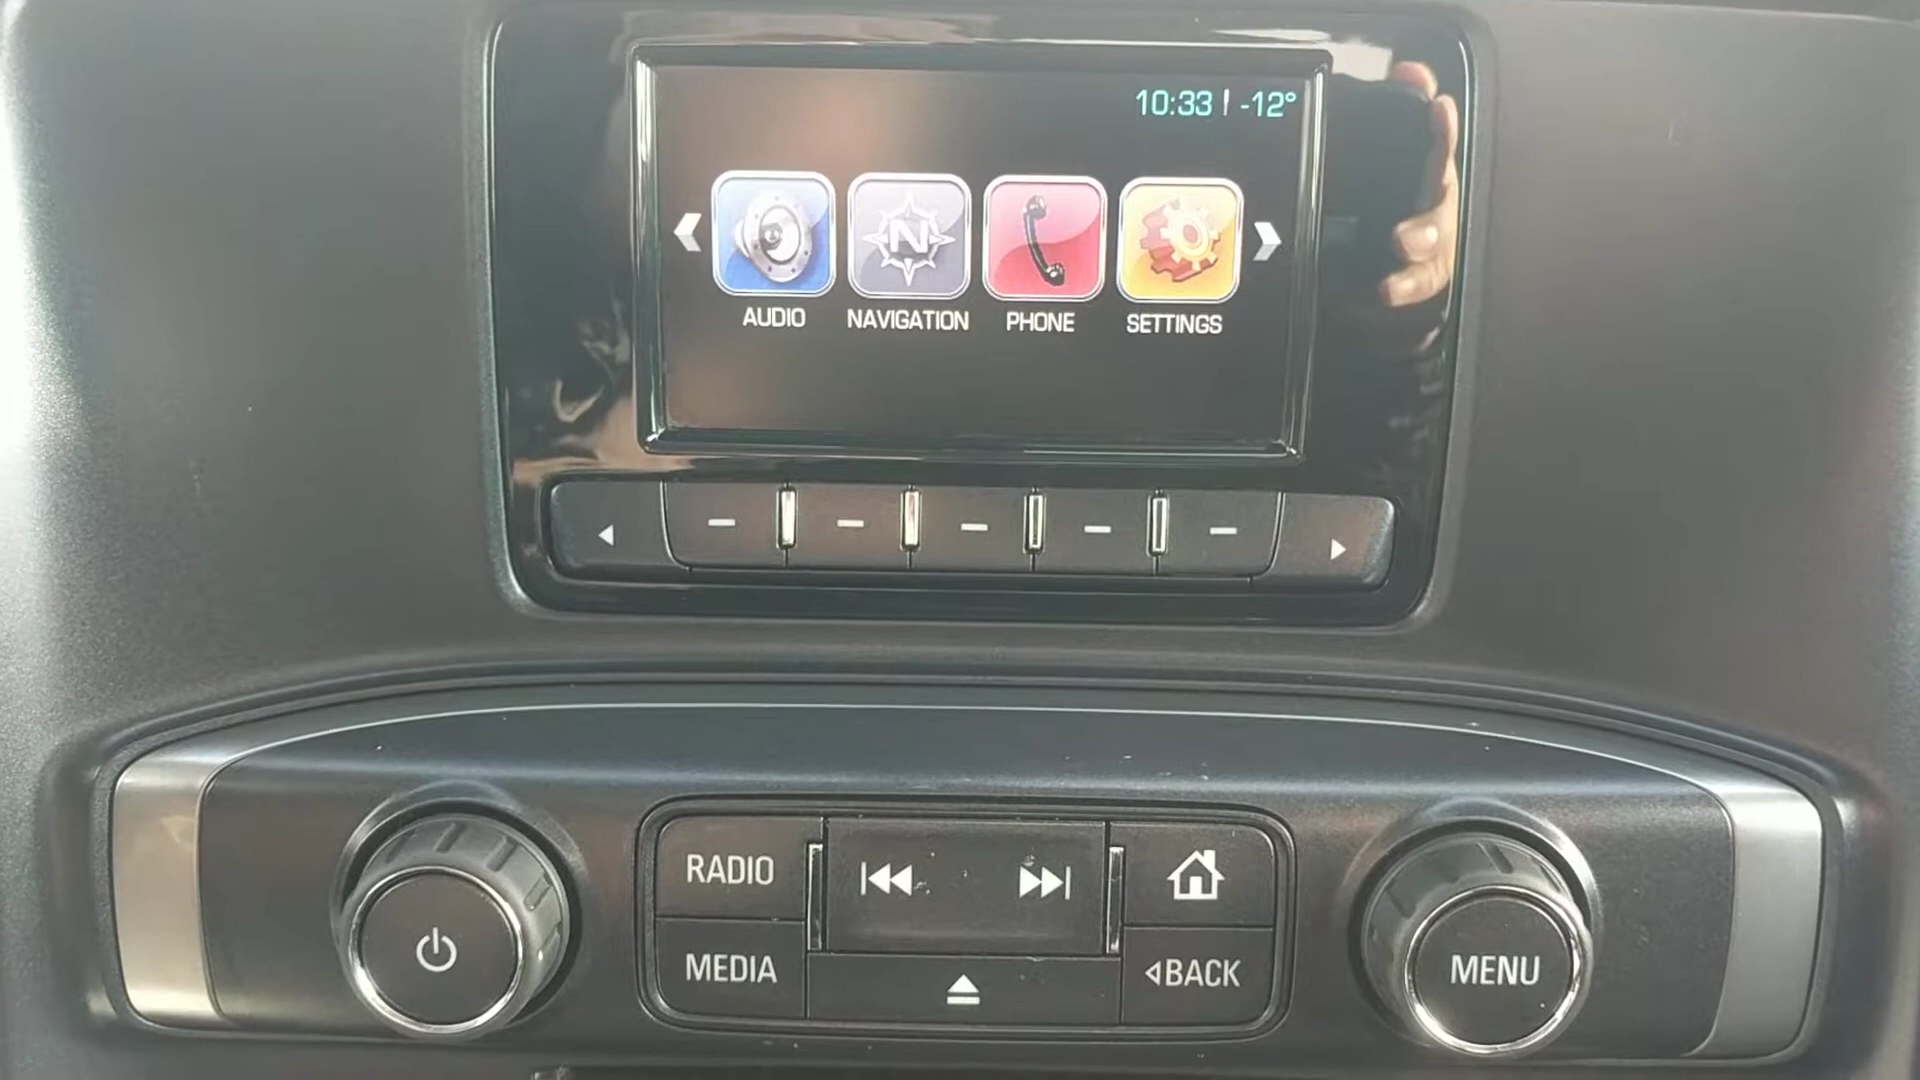 10:33 | -12°
N
AUDIO NAVIGATION PHONE SETTINGS
RADIO
MEDIA
◁BACK
MENU